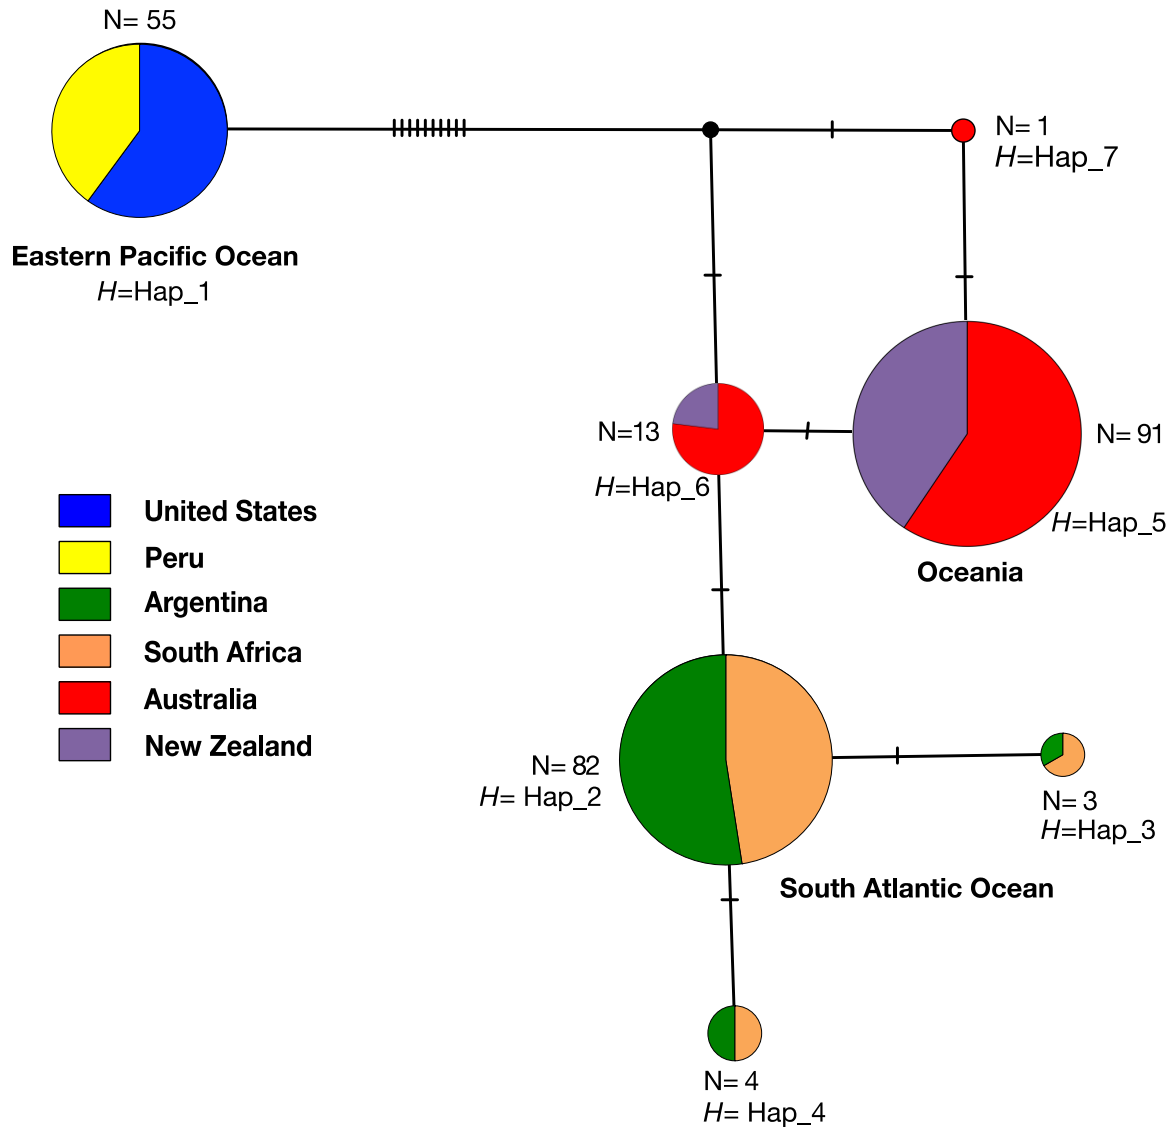 N= 55
Eastern Pacific Ocean
H=Hap_1
N= 1
H=Hap_7
N=13
H=Hap_6
N= 91
H=Hap_5
Oceania
United States
Peru
Argentina
South Africa
Australia
New Zealand
N= 82
H= Hap_2
N= 3
H=Hap_3
South Atlantic Ocean
N= 4
H= Hap_4